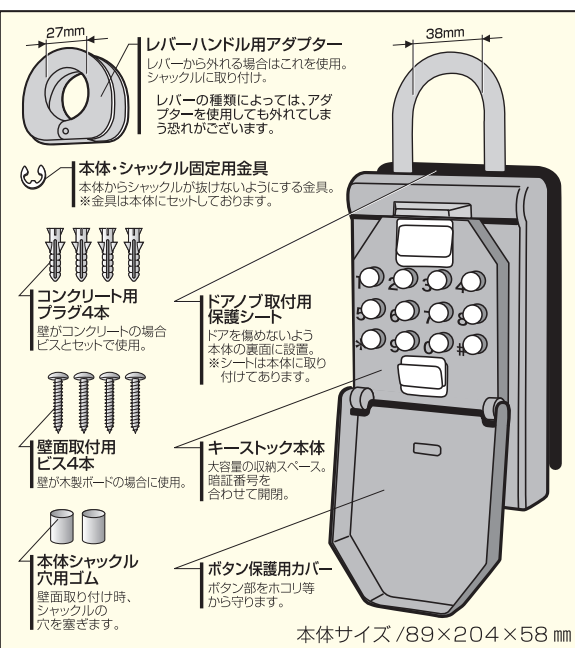 27mm
レバーハンドル用アダプター
レバーから外れる場合はこれを使用。
シャックルに取り付け。
レバーの種類によっては、アダ
プターを使用しても外れてしま
う恐れがございます。
38mm
本体・シャックル固定用金具
本体からシャックルが抜けないようにする金具。
※金具は本体にセットしております。
コンクリート用
プラグ4本
壁がコンクリートの場合
ビスとセットで使用。
ドアノブ取付用
保護シート
ドアを傷めないよう
本体の裏面に設置。
※シートは本体に取り
付けてあります。
1 2 3 4
5 6 7 8
* 9 0 #
壁面取付用
ビス4本
壁が木製ボードの場合に使用。
キーストック本体
大容量の収納スペース。
暗証番号を
合わせて開閉。
本体シャックル
穴用ゴム
壁面取り付け時、
シャックルの
穴を塞ぎます。
ボタン保護用カバー
ボタン部をホコリ等
から守ります。
本体サイズ/89×204×58㎜